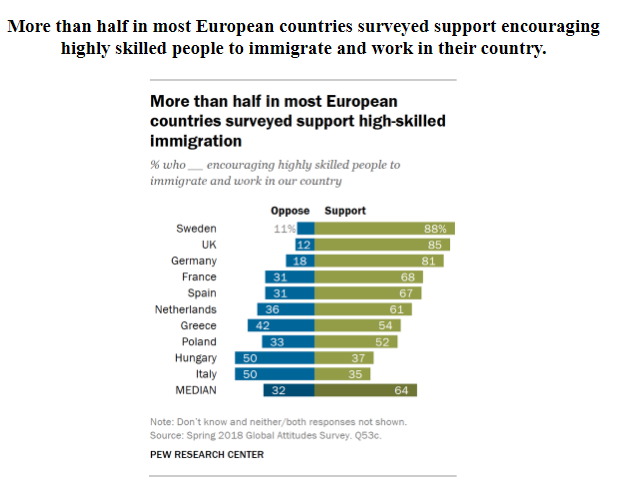 More than half in most European countries surveyed support encouraging
highly skilled people to immigrate and work in their country.
More than half in most European
countries surveyed support high-skilled
immigration
% who __ encouraging highly skilled people to
immigrate and work in our country
Oppose Support
Sweden 11% 88%
UK 12 85
Germany 18 81
France 31 68
Spain 31 67
Netherlands 36 61
Greece 42 54
Poland 33 52
Hungary 50 37
Italy 50 35
MEDIAN 32 64
Note: Don't know and neither/both responses not shown.
Source: Spring 2018 Global Attitudes Survey. Q53c.
PEW RESEARCH CENTER